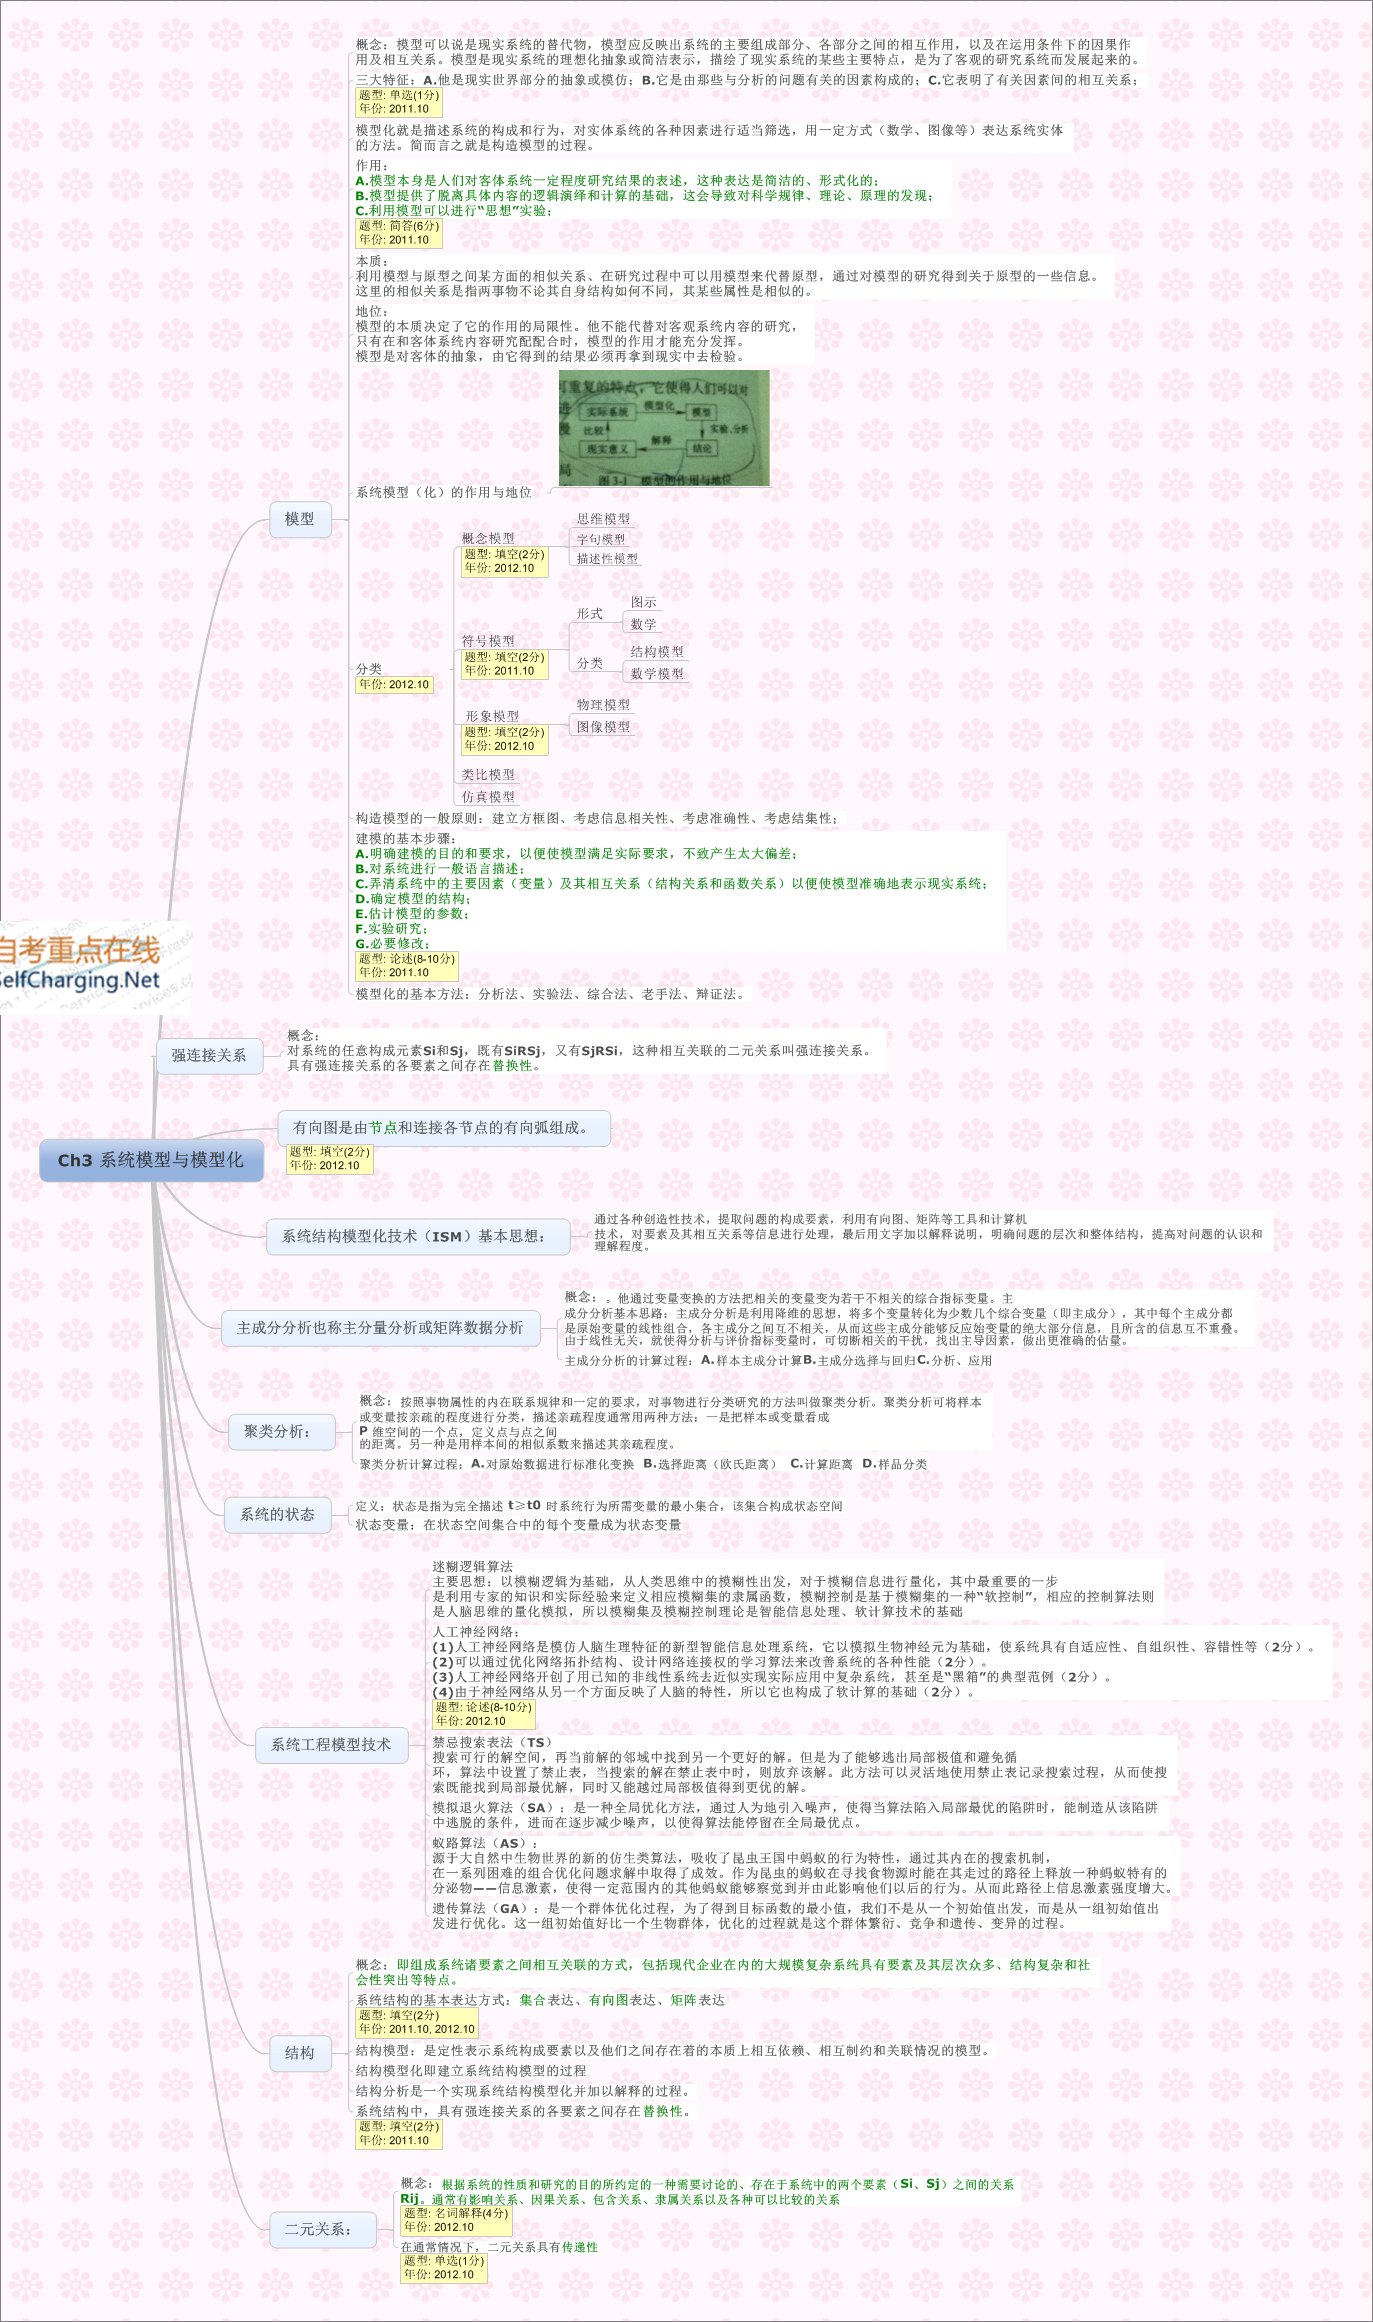 概念：模型可以说是现实系统的替代物，模型应反映出系统的主要组成部分、各部分之间的相互作用，以及在运用条件下的因果作
用及相互关系。模型是现实系统的理想化抽象或简洁表示，描绘了现实系统的某些主要特点，是为了客观的研究系统而发展起来的。
三大特征：A.他是现实世界部分的抽象或模仿；B.它是由那些与分析的问题有关的因素构成的；C.它表明了有关因素间的相互关系；
题型: 单选(1分)
年份: 2011.10
模型化就是描述系统的构成和行为，对实体系统的各种因素进行适当筛选，用一定方式（数学、图像等）表达系统实体
的方法。简而言之就是构造模型的过程。
作用：
A.模型本身是人们对客体系统一定程度研究结果的表述，这种表达是简洁的、形式化的；
B.模型提供了脱离具体内容的逻辑演绎和计算的基础，这会导致对科学规律、理论、原理的发现；
C.利用模型可以进行“思想”实验；
题型: 简答(6分)
年份: 2011.10
本质：
利用模型与原型之间某方面的相似关系、在研究过程中可以用模型来代替原型，通过对模型的研究得到关于原型的一些信息。
这里的相似关系是指两事物不论其自身结构如何不同，其某些属性是相似的。
地位：
模型的本质决定了它的作用的局限性。他不能代替对客观系统内容的研究，
只有在和客体系统内容研究配配合时，模型的作用才能充分发挥。
模型是对客体的抽象，由它得到的结果必须再拿到现实中去检验。
可重复的特点，它使得人们可以对
进
实际系统
模型化
模型
比较
实验、分析
现实意义
解释
结论
局
图3-1 模型的作用与地位
系统模型（化）的作用与地位
模型
概念模型
题型: 填空(2分)
年份: 2012.10
思维模型
字句模型
描述性模型
符号模型
题型: 填空(2分)
年份: 2011.10
形式
图示
数学
分类
结构模型
数学模型
分类
年份: 2012.10
形象模型
题型: 填空(2分)
年份: 2012.10
物理模型
图像模型
类比模型
仿真模型
构造模型的一般原则：建立方框图、考虑信息相关性、考虑准确性、考虑结集性；
建模的基本步骤：
A.明确建模的目的和要求，以便使模型满足实际要求，不致产生太大偏差；
B.对系统进行一般语言描述；
C.弄清系统中的主要因素（变量）及其相互关系（结构关系和函数关系）以便使模型准确地表示现实系统；
D.确定模型的结构；
E.估计模型的参数；
F.实验研究；
G.必要修改；
题型: 论述(8-10分)
年份: 2011.10
模型化的基本方法：分析法、实验法、综合法、老手法、辩证法。
自考重点在线
SelfCharging.Net
强连接关系
概念：
对系统的任意构成元素Si和Sj，既有SiRSj，又有SjRSi，这种相互关联的二元关系叫强连接关系。
具有强连接关系的各要素之间存在替换性。
有向图是由节点和连接各节点的有向弧组成。
题型: 填空(2分)
年份: 2012.10
Ch3 系统模型与模型化
系统结构模型化技术（ISM）基本思想：
通过各种创造性技术，提取问题的构成要素，利用有向图、矩阵等工具和计算机
技术，对要素及其相互关系等信息进行处理，最后用文字加以解释说明，明确问题的层次和整体结构，提高对问题的认识和
理解程度。
主成分分析也称主分量分析或矩阵数据分析
概念：。他通过变量变换的方法把相关的变量变为若干不相关的综合指标变量。主
成分分析基本思路：主成分分析是利用降维的思想，将多个变量转化为少数几个综合变量（即主成分），其中每个主成分都
是原始变量的线性组合，各主成分之间互不相关，从而这些主成分能够反应始变量的绝大部分信息，且所含的信息互不重叠。
由于线性无关，就使得分析与评价指标变量时，可切断相关的干扰，找出主导因素，做出更准确的估量。
主成分分析的计算过程：A.样本主成分计算B.主成分选择与回归C.分析、应用
聚类分析：
概念：按照事物属性的内在联系规律和一定的要求，对事物进行分类研究的方法叫做聚类分析。聚类分析可将样本
或变量按亲疏的程度进行分类，描述亲疏程度通常用两种方法：一是把样本或变量看成
P 维空间的一个点，定义点与点之间
的距离。另一种是用样本间的相似系数来描述其亲疏程度。
聚类分析计算过程：A.对原始数据进行标准化变换 B.选择距离（欧氏距离） C.计算距离 D.样品分类
系统的状态
定义：状态是指为完全描述 t≥t0 时系统行为所需变量的最小集合，该集合构成状态空间
状态变量：在状态空间集合中的每个变量成为状态变量
系统工程模型技术
迷糊逻辑算法
主要思想：以模糊逻辑为基础，从人类思维中的模糊性出发，对于模糊信息进行量化，其中最重要的一步
是利用专家的知识和实际经验来定义相应模糊集的隶属函数，模糊控制是基于模糊集的一种“软控制”，相应的控制算法则
是人脑思维的量化模拟，所以模糊集及模糊控制理论是智能信息处理、软计算技术的基础
人工神经网络：
(1)人工神经网络是模仿人脑生理特征的新型智能信息处理系统，它以模拟生物神经元为基础，使系统具有自适应性、自组织性、容错性等（2分）。
(2)可以通过优化网络拓扑结构、设计网络连接权的学习算法来改善系统的各种性能（2分）。
(3)人工神经网络开创了用已知的非线性系统去近似实现实际应用中复杂系统，甚至是“黑箱”的典型范例（2分）。
(4)由于神经网络从另一个方面反映了人脑的特性，所以它也构成了软计算的基础（2分）。
题型: 论述(8-10分)
年份: 2012.10
禁忌搜索表法（TS）
搜索可行的解空间，再当前解的邻域中找到另一个更好的解。但是为了能够逃出局部极值和避免循
环，算法中设置了禁止表，当搜索的解在禁止表中时，则放弃该解。此方法可以灵活地使用禁止表记录搜索过程，从而使搜
索既能找到局部最优解，同时又能越过局部极值得到更优的解。
模拟退火算法（SA）：是一种全局优化方法，通过人为地引入噪声，使得当算法陷入局部最优的陷阱时，能制造从该陷阱
中逃脱的条件，进而在逐步减少噪声，以使得算法能停留在全局最优点。
蚁路算法（AS）：
源于大自然中生物世界的新的仿生类算法，吸收了昆虫王国中蚂蚁的行为特性，通过其内在的搜索机制，
在一系列困难的组合优化问题求解中取得了成效。作为昆虫的蚂蚁在寻找食物源时能在其走过的路径上释放一种蚂蚁特有的
分泌物——信息激素，使得一定范围内的其他蚂蚁能够察觉到并由此影响他们以后的行为。从而此路径上信息激素强度增大。
遗传算法（GA）：是一个群体优化过程，为了得到目标函数的最小值，我们不是从一个初始值出发，而是从一组初始值出
发进行优化。这一组初始值好比一个生物群体，优化的过程就是这个群体繁衍、竞争和遗传、变异的过程。
结构
概念：即组成系统诸要素之间相互关联的方式，包括现代企业在内的大规模复杂系统具有要素及其层次众多、结构复杂和社
会性突出等特点。
系统结构的基本表达方式：集合表达、有向图表达、矩阵表达
题型: 填空(2分)
年份: 2011.10, 2012.10
结构模型：是定性表示系统构成要素以及他们之间存在着的本质上相互依赖、相互制约和关联情况的模型。
结构模型化即建立系统结构模型的过程
结构分析是一个实现系统结构模型化并加以解释的过程。
系统结构中，具有强连接关系的各要素之间存在替换性。
题型: 填空(2分)
年份: 2011.10
二元关系：
概念：根据系统的性质和研究的目的所约定的一种需要讨论的、存在于系统中的两个要素（Si、Sj）之间的关系
Rij。通常有影响关系、因果关系、包含关系、隶属关系以及各种可以比较的关系
题型: 名词解释(4分)
年份: 2012.10
在通常情况下，二元关系具有传递性
题型: 单选(1分)
年份: 2012.10